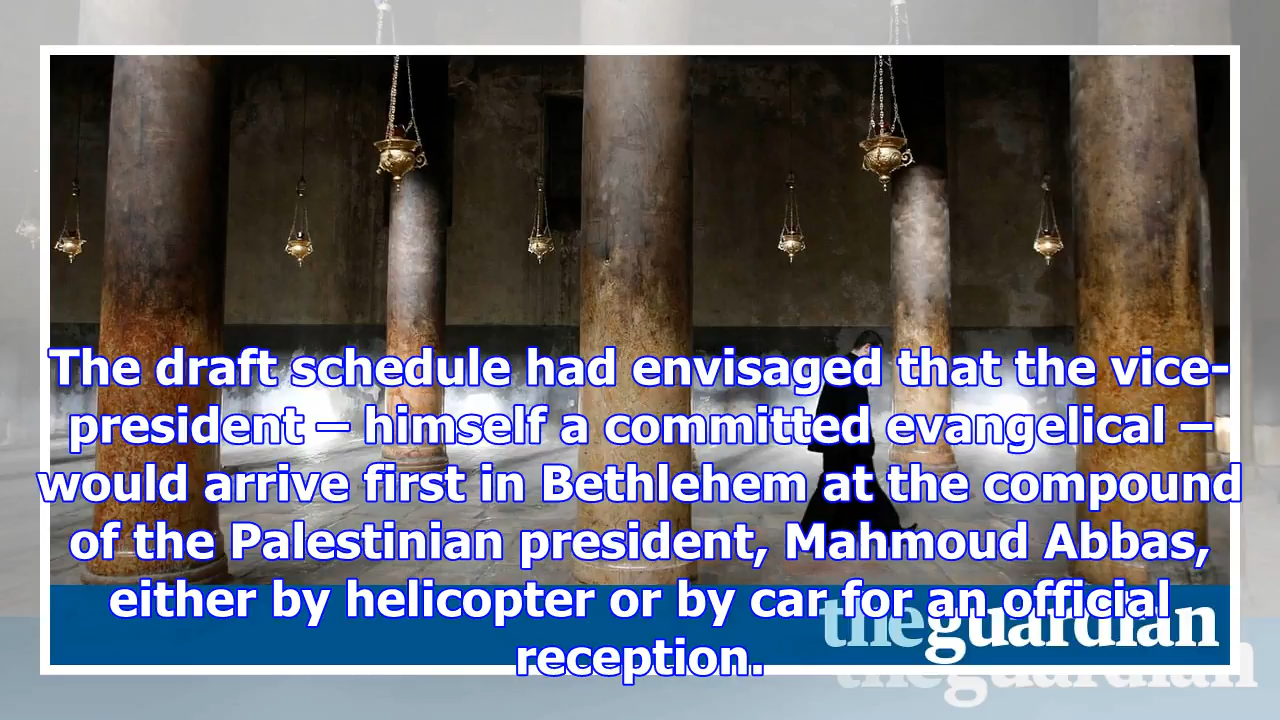 The draft schedule had envisaged that the vice-
president – himself a committed evangelical –
would arrive first in Bethlehem at the compound
of the Palestinian president, Mahmoud Abbas,
either by helicopter or by car for an official
reception.
theguardian
theguardian